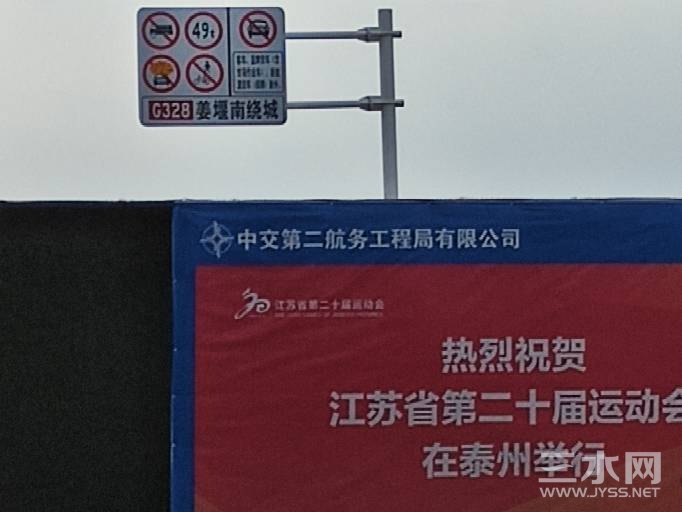 49t
G328 姜堰南绕城
中交第二航务工程局有限公司
江苏省第二十届运动会
热烈祝贺
江苏省第二十届运动会
在泰州举行
三水网
WWW.JYSS.NET